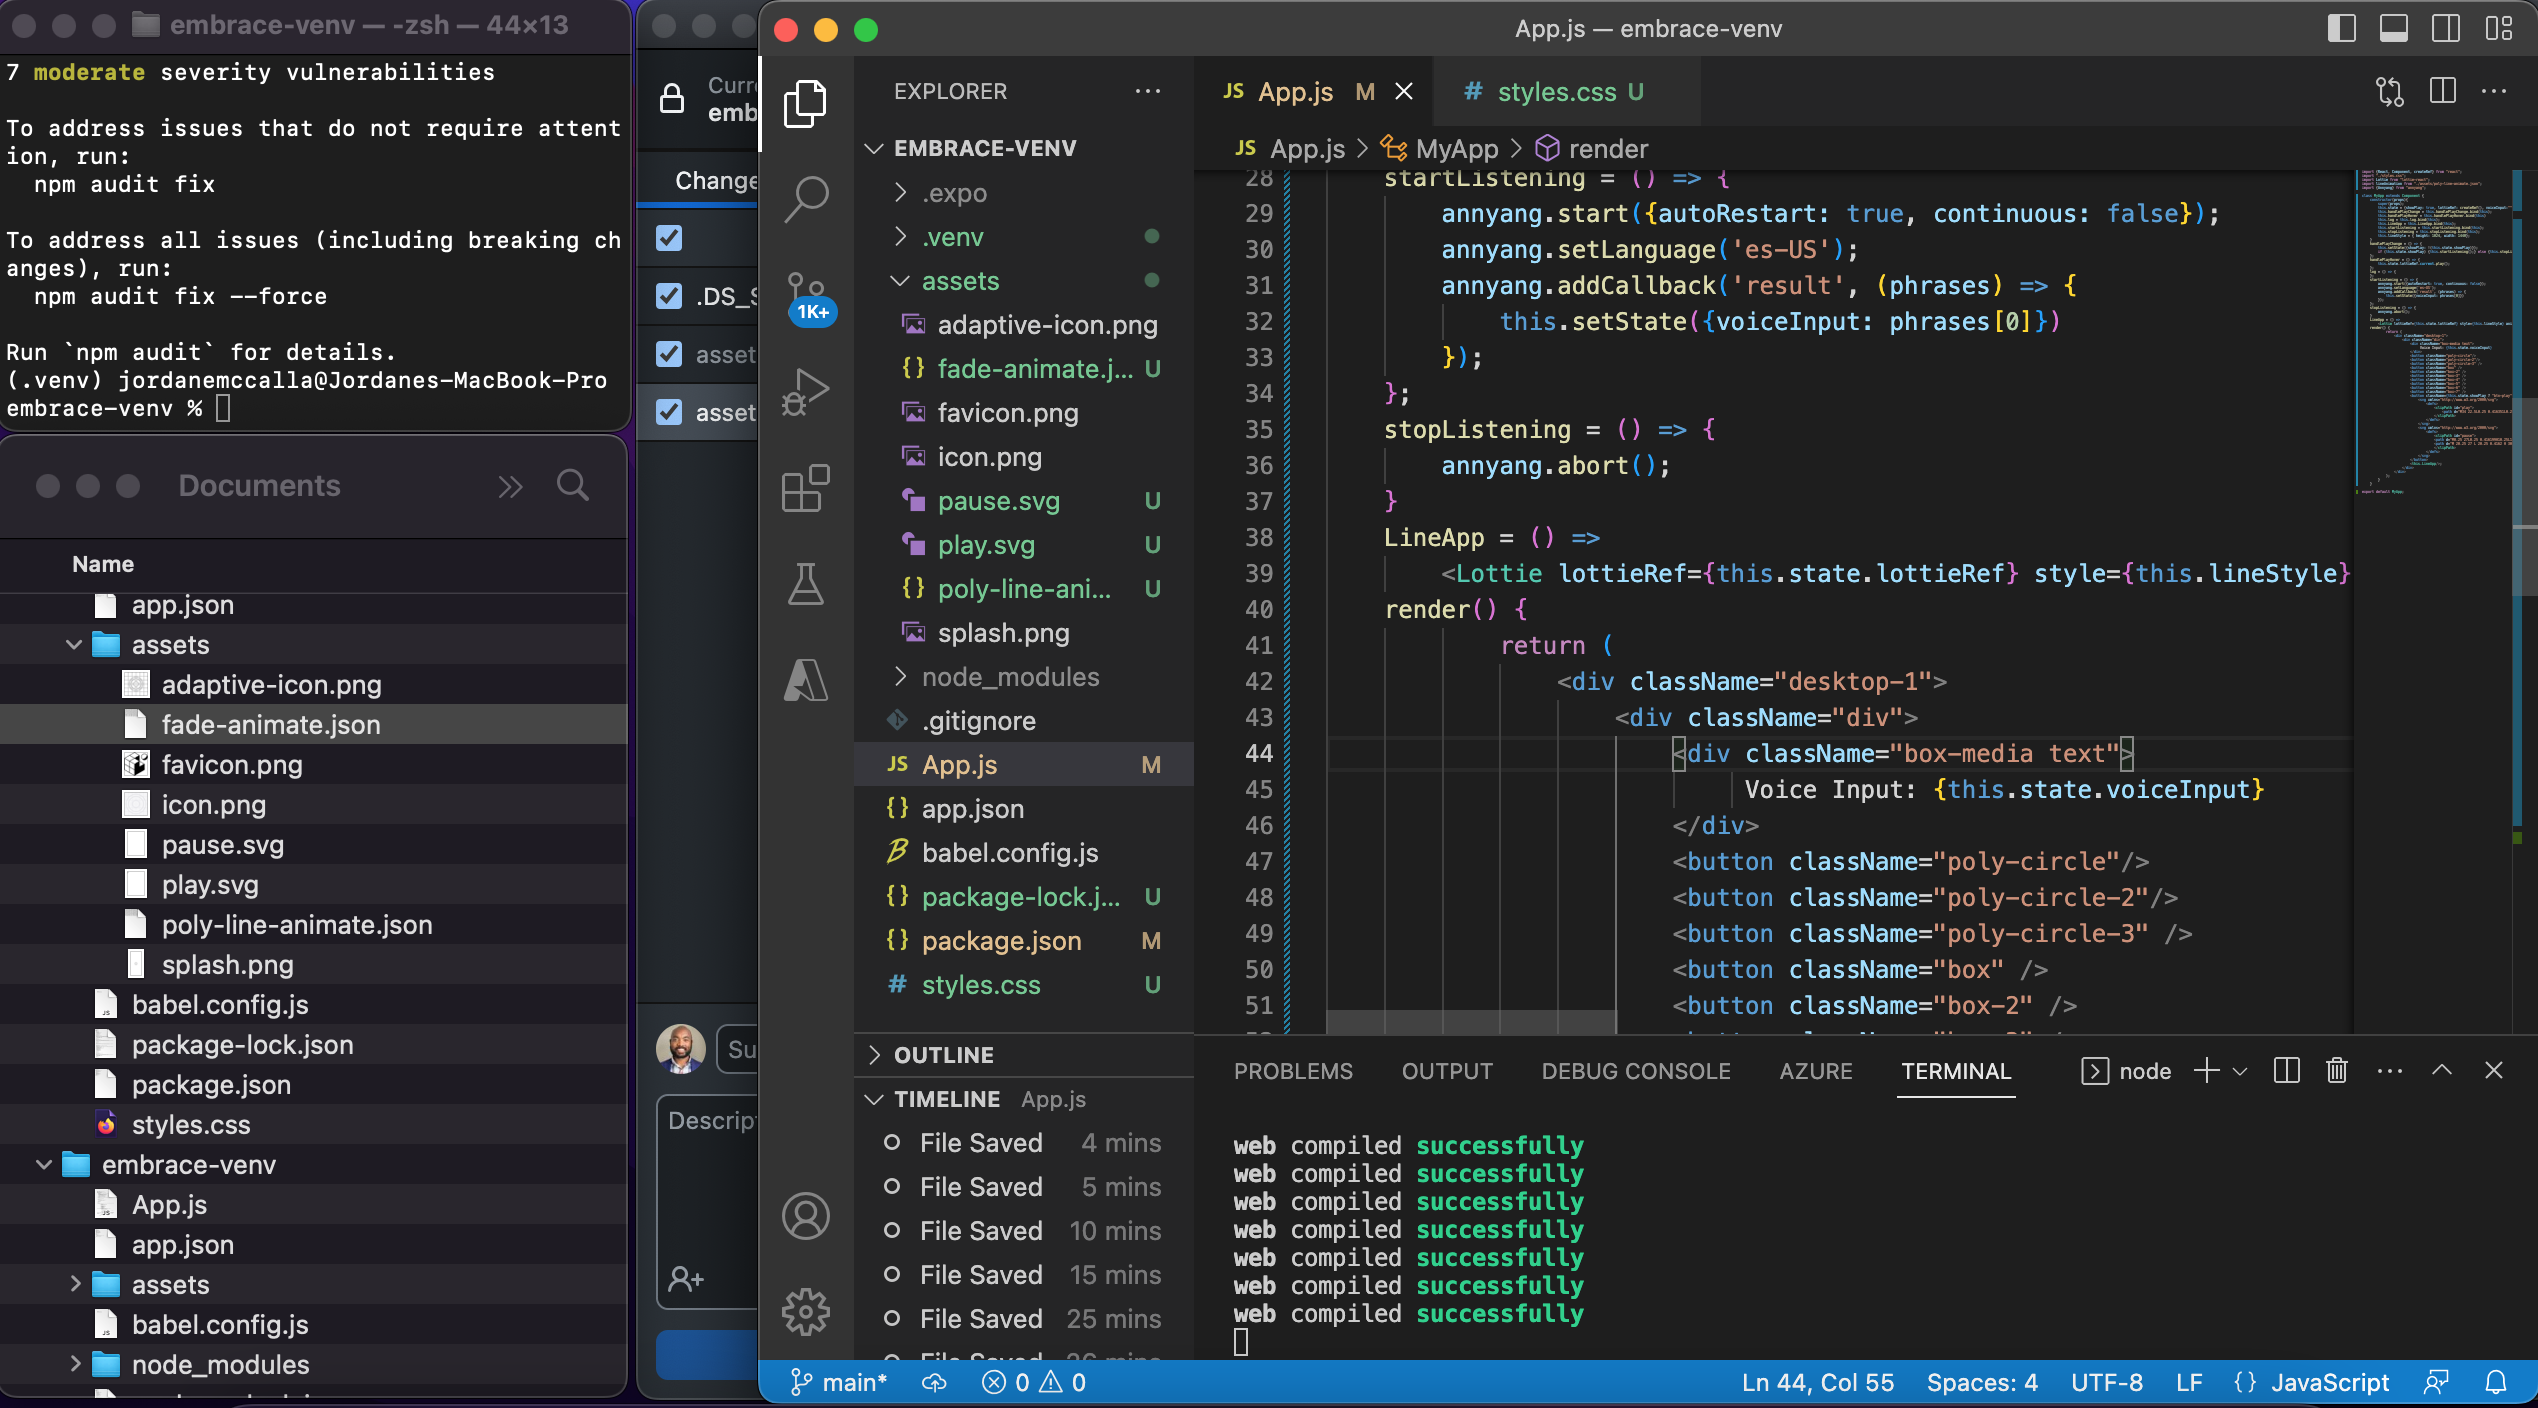 embrace-venv — -zsh — 44×13
7 moderate severity vulnerabilities
To address issues that do not require attent
ion, run:
npm audit fix
To address all issues (including breaking ch
anges), run:
npm audit fix --force
Run `npm audit` for details.
(.venv) jordanemccalla@Jordanes-MacBook-Pro
embrace-venv %
Documents
Name
app.json
assets
adaptive-icon.png
fade-animate.json
favicon.png
icon.png
pause.svg
play.svg
poly-line-animate.json
splash.png
babel.config.js
package-lock.json
package.json
styles.css
embrace-venv
App.js
app.json
assets
babel.config.js
node_modules
Curre
emb
Change
.DS_S
asset
asset
Su
Descript
App.js — embrace-venv
EXPLORER
EMBRACE-VENV
.expo
.venv
assets
adaptive-icon.png
fade-animate.j... U
favicon.png
icon.png
pause.svg U
play.svg U
poly-line-ani... U
splash.png
node_modules
.gitignore
JS App.js M
{} app.json
babel.config.js
{} package-lock.j... U
{} package.json M
# styles.css U
1K+
OUTLINE
TIMELINE App.js
File Saved 4 mins
File Saved 5 mins
File Saved 10 mins
File Saved 15 mins
File Saved 25 mins
JS App.js M
# styles.css U
JS App.js > MyApp > render
28 startListening = () => {
29 annyang.start({autoRestart: true, continuous: false});
30 annyang.setLanguage('es-US');
31 annyang.addCallback('result', (phrases) => {
32 this.setState({voiceInput: phrases[0]})
33 });
34 };
35 stopListening = () => {
36 annyang.abort();
37 }
38 LineApp = () =>
39 <Lottie lottieRef={this.state.lottieRef} style={this.lineStyle}
40 render() {
41 return (
42 <div className="desktop-1">
43 <div className="div">
44 <div className="box-media text">
45 Voice Input: {this.state.voiceInput}
46 </div>
47 <button className="poly-circle"/>
48 <button className="poly-circle-2"/>
49 <button className="poly-circle-3" />
50 <button className="box" />
51 <button className="box-2" />
PROBLEMS OUTPUT DEBUG CONSOLE AZURE TERMINAL node
web compiled successfully
web compiled successfully
web compiled successfully
web compiled successfully
web compiled successfully
web compiled successfully
web compiled successfully
main* 0 0 Ln 44, Col 55 Spaces: 4 UTF-8 LF {} JavaScript